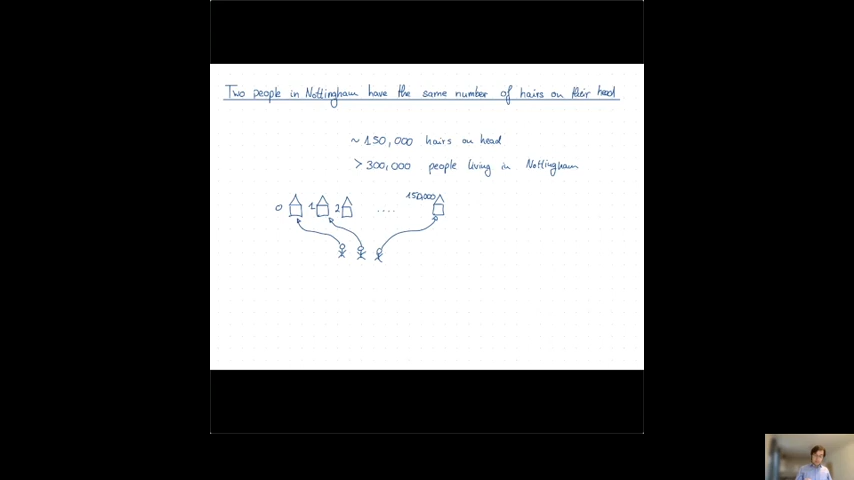 Two people in Nottingham have the same number of hairs on their head
~ 150,000 hairs on head
> 300,000 people living in Nottingham
0 1 2 .... 150,000